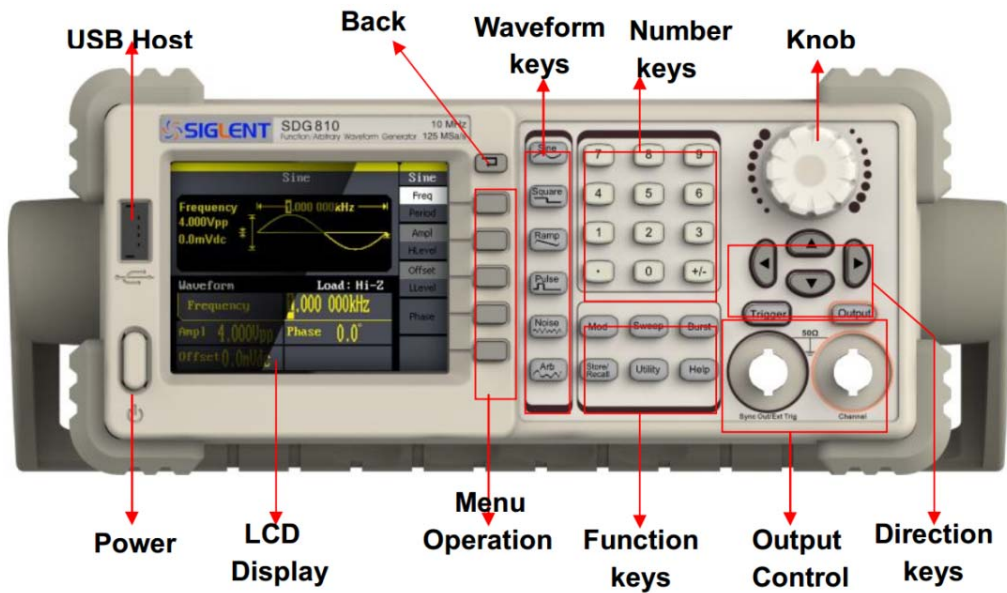 USB Host
Back
Waveform
keys
Number
keys
Knob
SIGLENT
SDG810
10 MHz
Function/Arbitrary Waveform Generator
125 MSa/s
Sine
Sine
Freq
Period
Ampl
HLevel
Offset
LLevel
Phase
Frequency
4.000Vpp
0.0mVdc
1.000 000kHz
Waveform
Load: Hi-Z
Frequency
1.000 000kHz
Ampl 4.000Vpp
Phase 0.0°
Offset 0.0mVdc
Sine
Square
Ramp
Pulse
Noise
Arb
7 8 9
4 5 6
1 2 3
. 0 +/-
Mod Sweep Burst
Store/
Recall
Utility Help
Trigger
Output
50Ω
Sync Out/Ext Trig
Channel
Power
LCD
Display
Menu
Operation
Function
keys
Output
Control
Direction
keys